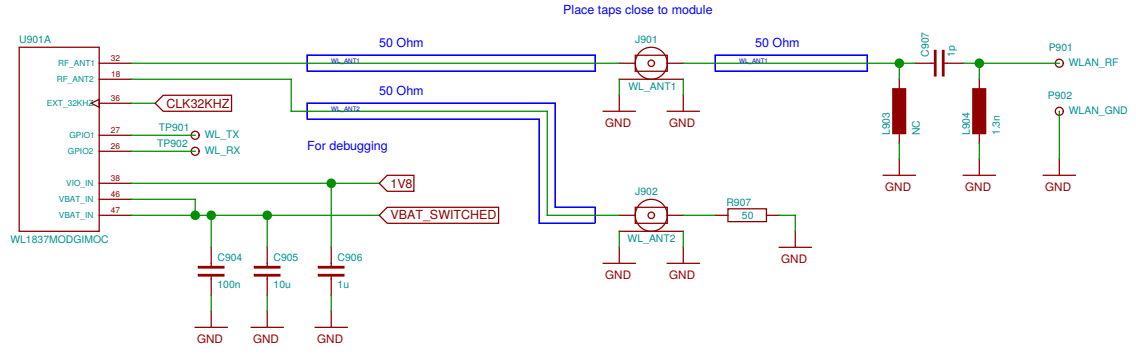 Place taps close to module
U901A
50 Ohm
J901
50 Ohm
C907
1p
P901
WLAN_RF
RF_ANT1
32
WL_ANT1
WL_ANT1
WL_ANT1
RF_ANT2
18
50 Ohm
P902
WLAN_GND
EXT_32KHZ
36
CLK32KHZ
WL_ANT2
GND
GND
L903
NC
L904
1.3n
GPIO1
27
TP901
WL_TX
GPIO2
26
TP902
WL_RX
For debugging
VIO_IN
38
1V8
GND
GND
GND
VBAT_IN
46
J902
R907
50
VBAT_IN
47
VBAT_SWITCHED
WL1837MODGIMOC
WL_ANT2
GND
GND
GND
C904
100n
C905
10u
C906
1u
GND
GND
GND